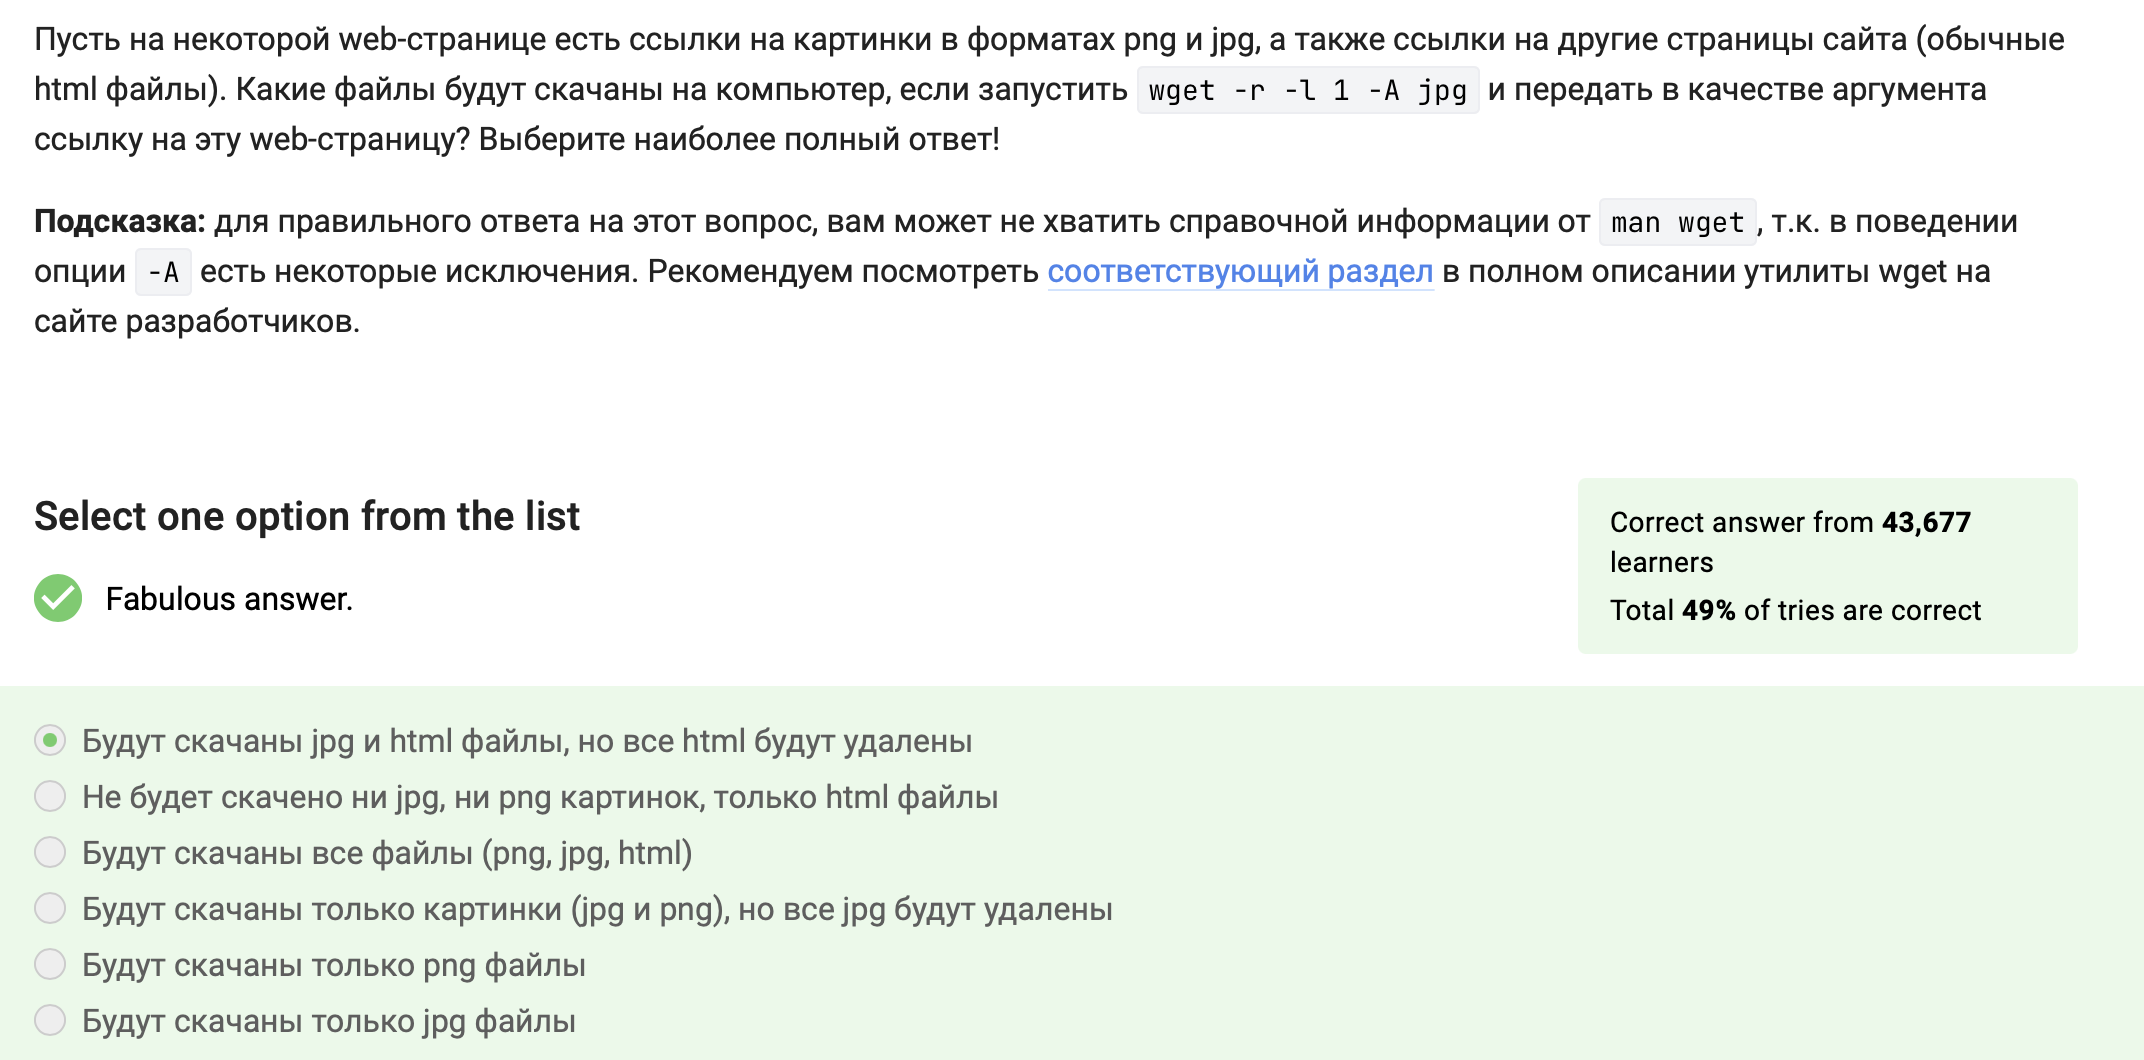 Пусть на некоторой web-странице есть ссылки на картинки в форматах png и jpg, а также ссылки на другие страницы сайта (обычные
html файлы). Какие файлы будут скачаны на компьютер, если запустить wget -r -l 1 -A jpg и передать в качестве аргумента
ссылку на эту web-страницу? Выберите наиболее полный ответ!
Подсказка: для правильного ответа на этот вопрос, вам может не хватить справочной информации от man wget, т.к. в поведении
опции -A есть некоторые исключения. Рекомендуем посмотреть соответствующий раздел в полном описании утилиты wget на
сайте разработчиков.
Select one option from the list
Correct answer from 43,677
learners
Total 49% of tries are correct
Fabulous answer.
Будут скачаны jpg и html файлы, но все html будут удалены
Не будет скачено ни jpg, ни png картинок, только html файлы
Будут скачаны все файлы (png, jpg, html)
Будут скачаны только картинки (jpg и png), но все jpg будут удалены
Будут скачаны только png файлы
Будут скачаны только jpg файлы